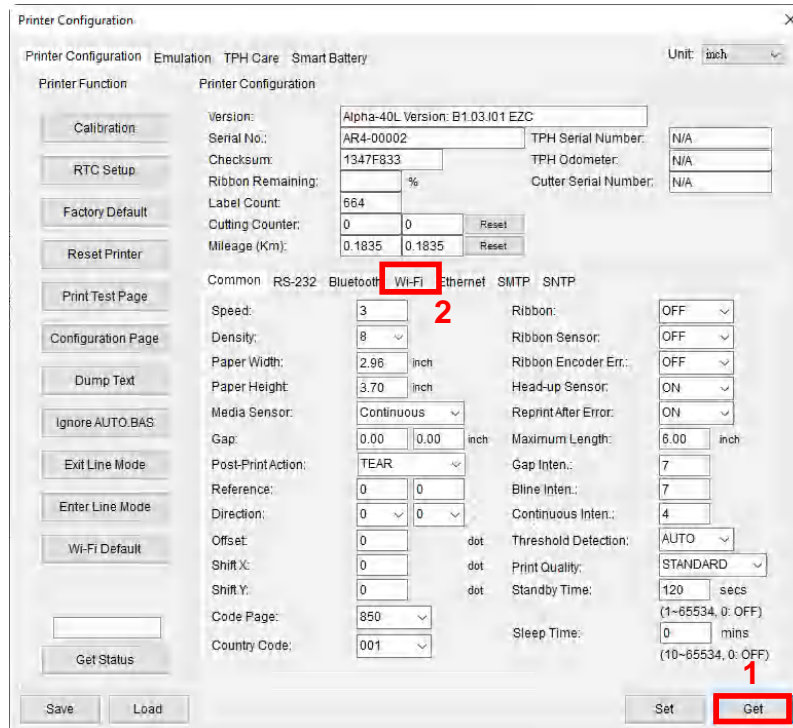 Printer Configuration
Printer Configuration Emulation TPH Care Smart Battery Unit: inch
Printer Function Printer Configuration
Calibration
RTC Setup
Factory Default
Reset Printer
Print Test Page
Configuration Page
Dump Text
Ignore AUTO.BAS
Exit Line Mode
Enter Line Mode
Wi-Fi Default
Get Status
Version: Alpha-40L Version: B1.03.I01 EZC
Serial No.: AR4-00002 TPH Serial Number: N/A
Checksum: 1347F833 TPH Odometer: N/A
Ribbon Remaining: % Cutter Serial Number: N/A
Label Count: 664
Cutting Counter: 0 0 Reset
Mileage (Km): 0.1835 0.1835 Reset
Common RS-232 Bluetooth Wi-Fi Ethernet SMTP SNTP
2
Speed: 3 Ribbon: OFF
Density: 8 Ribbon Sensor: OFF
Paper Width: 2.96 inch Ribbon Encoder Err.: OFF
Paper Height: 3.70 inch Head-up Sensor: ON
Media Sensor: Continuous Reprint After Error: ON
Gap: 0.00 0.00 inch Maximum Length: 6.00 inch
Post-Print Action: TEAR Gap Inten.: 7
Reference: 0 0 Bline Inten.: 7
Direction: 0 0 Continuous Inten.: 4
Offset: 0 dot Threshold Detection: AUTO
Shift X: 0 dot Print Quality: STANDARD
Shift Y: 0 dot Standby Time: 120 secs
(1~65534, 0: OFF)
Code Page: 850
Sleep Time: 0 mins
Country Code: 001
(10~65534, 0: OFF)
1
Save Load Set Get